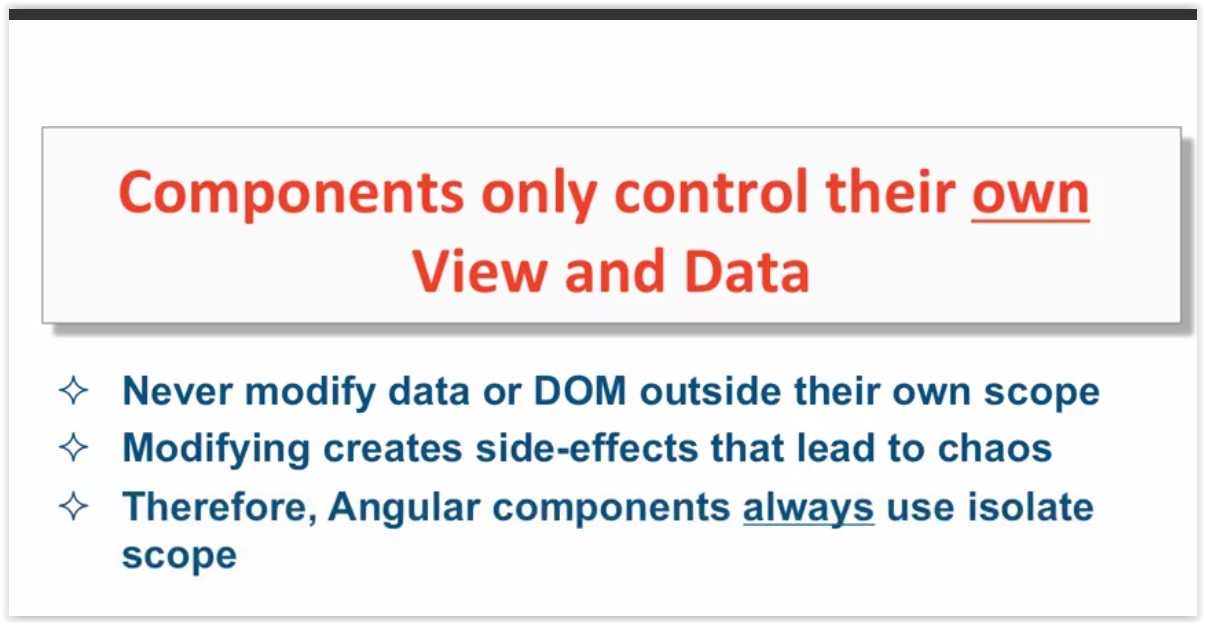 Components only control their own
View and Data
✧ Never modify data or DOM outside their own scope
✧ Modifying creates side-effects that lead to chaos
✧ Therefore, Angular components always use isolate
scope